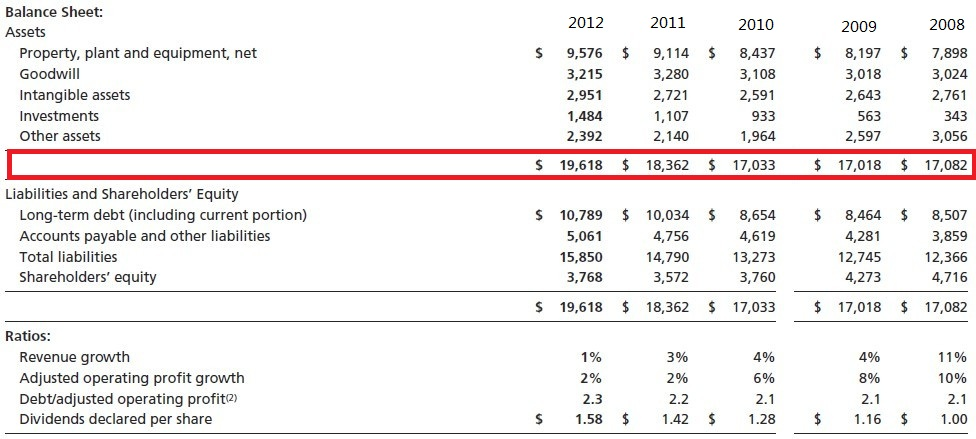 Balance Sheet: 2012 2011 2010 2009 2008
Assets
Property, plant and equipment, net $ 9,576 $ 9,114 $ 8,437 $ 8,197 $ 7,898
Goodwill 3,215 3,280 3,108 3,018 3,024
Intangible assets 2,951 2,721 2,591 2,643 2,761
Investments 1,484 1,107 933 563 343
Other assets 2,392 2,140 1,964 2,597 3,056
$ 19,618 $ 18,362 $ 17,033 $ 17,018 $ 17,082
Liabilities and Shareholders’ Equity
Long-term debt (including current portion) $ 10,789 $ 10,034 $ 8,654 $ 8,464 $ 8,507
Accounts payable and other liabilities 5,061 4,756 4,619 4,281 3,859
Total liabilities 15,850 14,790 13,273 12,745 12,366
Shareholders’ equity 3,768 3,572 3,760 4,273 4,716
$ 19,618 $ 18,362 $ 17,033 $ 17,018 $ 17,082
Ratios:
Revenue growth 1% 3% 4% 4% 11%
Adjusted operating profit growth 2% 2% 6% 8% 10%
Debt/adjusted operating profit(2) 2.3 2.2 2.1 2.1 2.1
Dividends declared per share $ 1.58 $ 1.42 $ 1.28 $ 1.16 $ 1.00